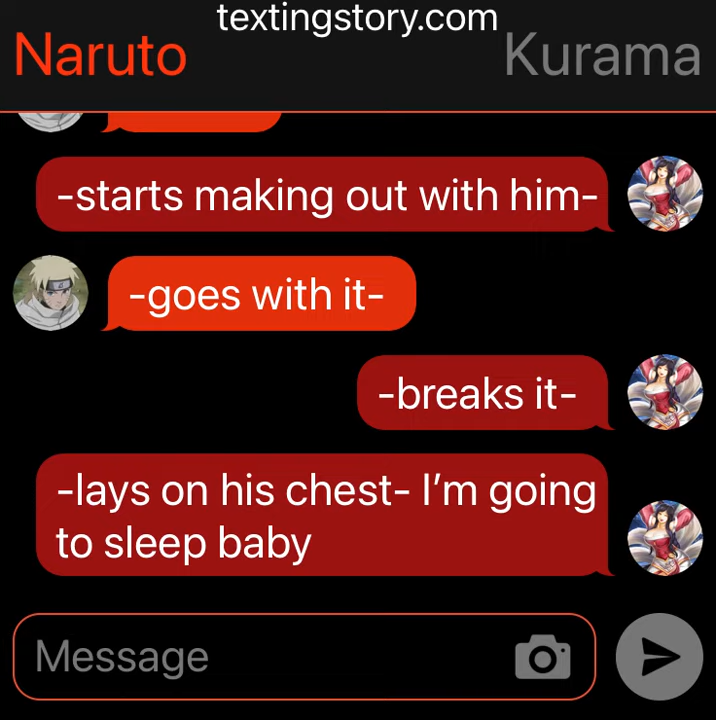 textingstory.com
Naruto
Kurama
-starts making out with him-
-goes with it-
-breaks it-
-lays on his chest- I’m going
to sleep baby
Message